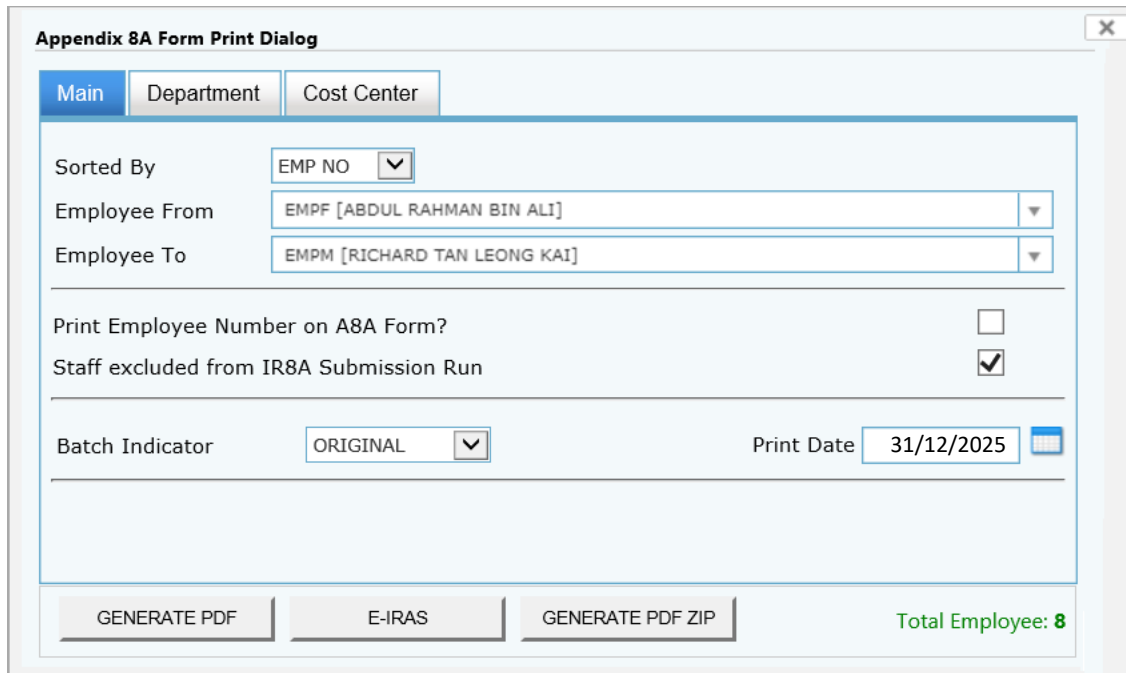 Appendix 8A Form Print Dialog
Main Department Cost Center
Sorted By EMP NO
Employee From EMPF [ABDUL RAHMAN BIN ALI]
Employee To EMPM [RICHARD TAN LEONG KAI]
Print Employee Number on A8A Form?
Staff excluded from IR8A Submission Run
Batch Indicator ORIGINAL Print Date 31/12/2025
GENERATE PDF E-IRAS GENERATE PDF ZIP Total Employee: 8